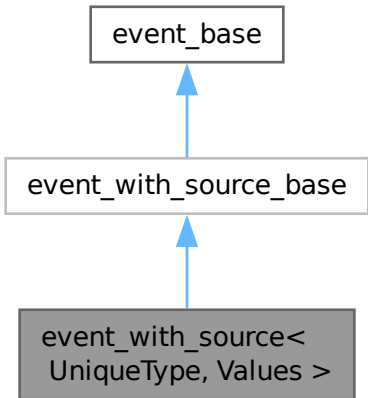 event_base
event_with_source_base
event_with_source<
UniqueType, Values >